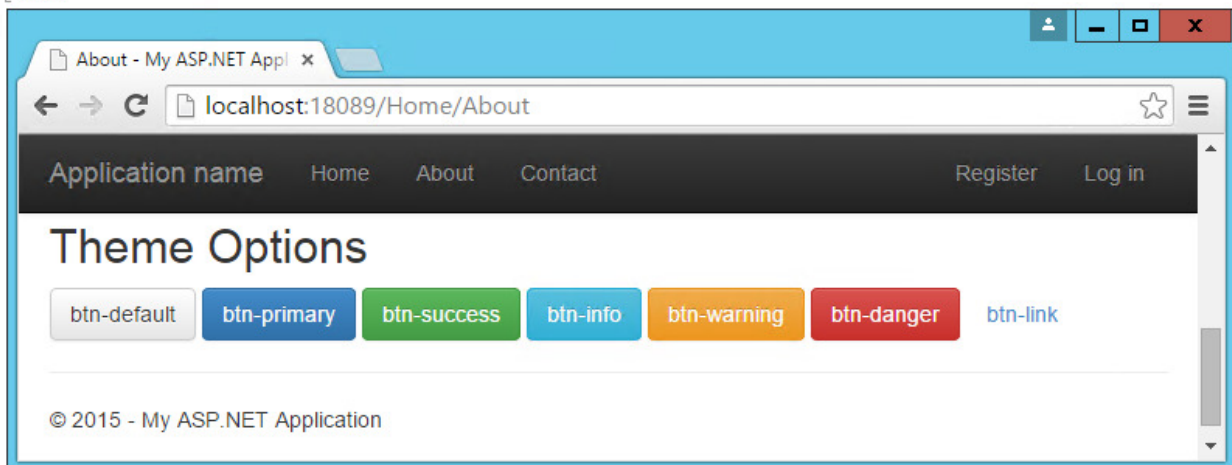 About - My ASP.NET Appl
localhost:18089/Home/About
Application name Home About Contact Register Log in
Theme Options
btn-default btn-primary btn-success btn-info btn-warning btn-danger btn-link
© 2015 - My ASP.NET Application